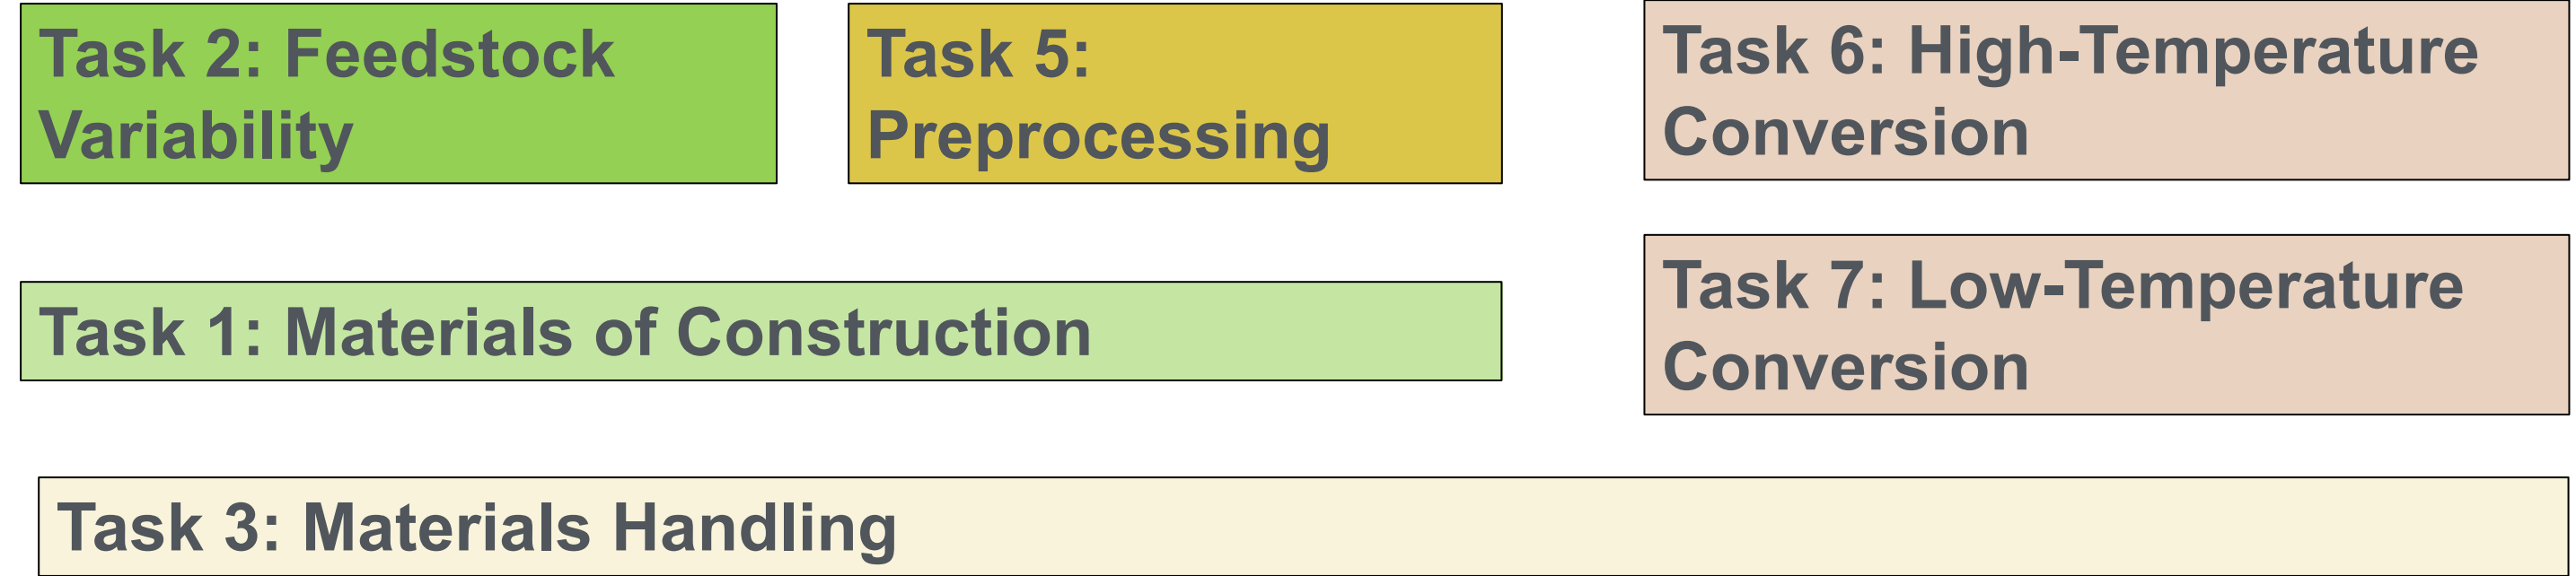 Task 2: Feedstock
Variability
Task 5:
Preprocessing
Task 6: High-Temperature
Conversion
Task 1: Materials of Construction
Task 7: Low-Temperature
Conversion
Task 3: Materials Handling